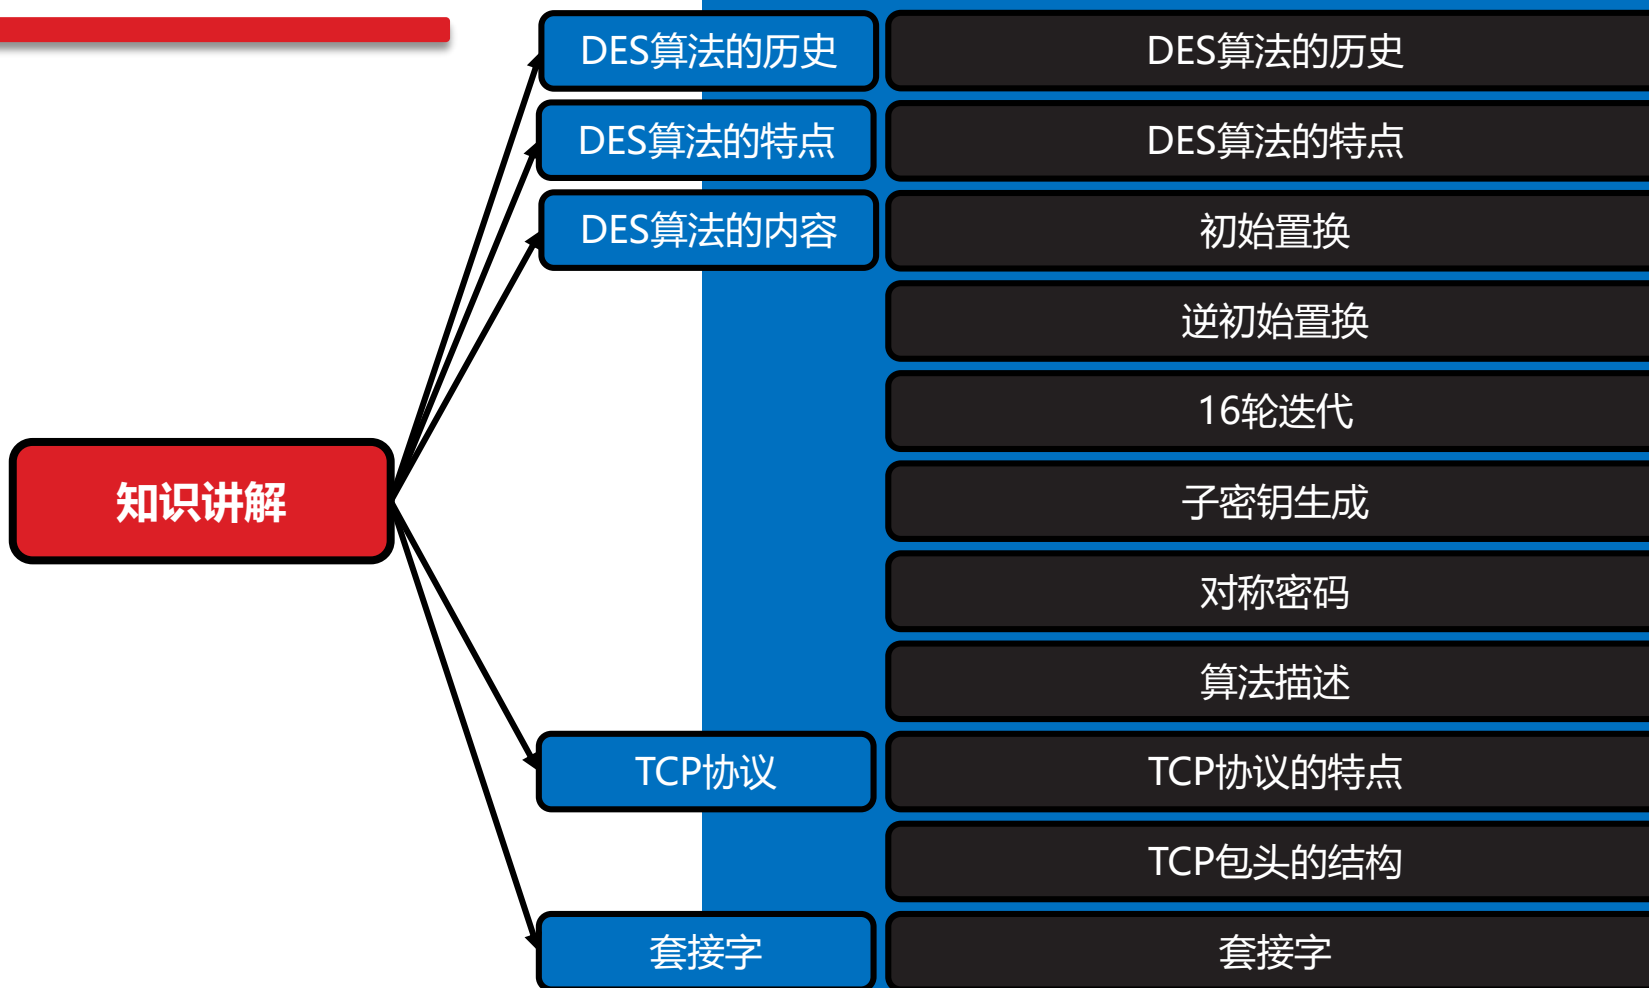 DES算法的历史
DES算法的历史
DES算法的特点
DES算法的特点
DES算法的内容
初始置换
逆初始置换
16轮迭代
子密钥生成
知识讲解
对称密码
算法描述
TCP协议
TCP协议的特点
TCP包头的结构
套接字
套接字